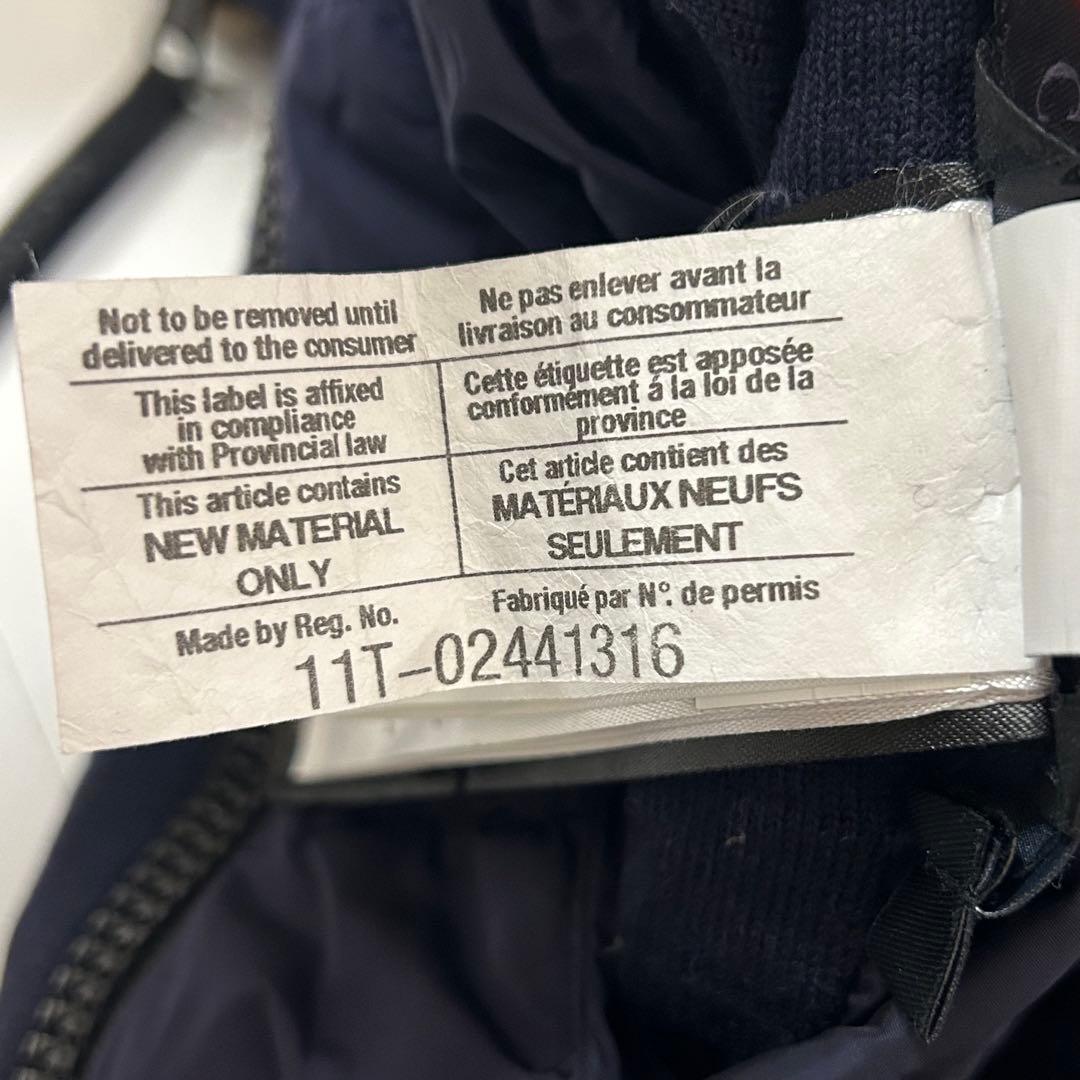 Not to be removed until
delivered to the consumer
Ne pas enlever avant la
livraison au consommateur
This label is affixed
in compliance
with Provincial law
Cette étiquette est apposée
conformément á la loi de la
province
This article contains
NEW MATERIAL
ONLY
Cet article contient des
MATÉRIAUX NEUFS
SEULEMENT
Made by Reg. No.
Fabriqué par N°. de permis
11T-02441316